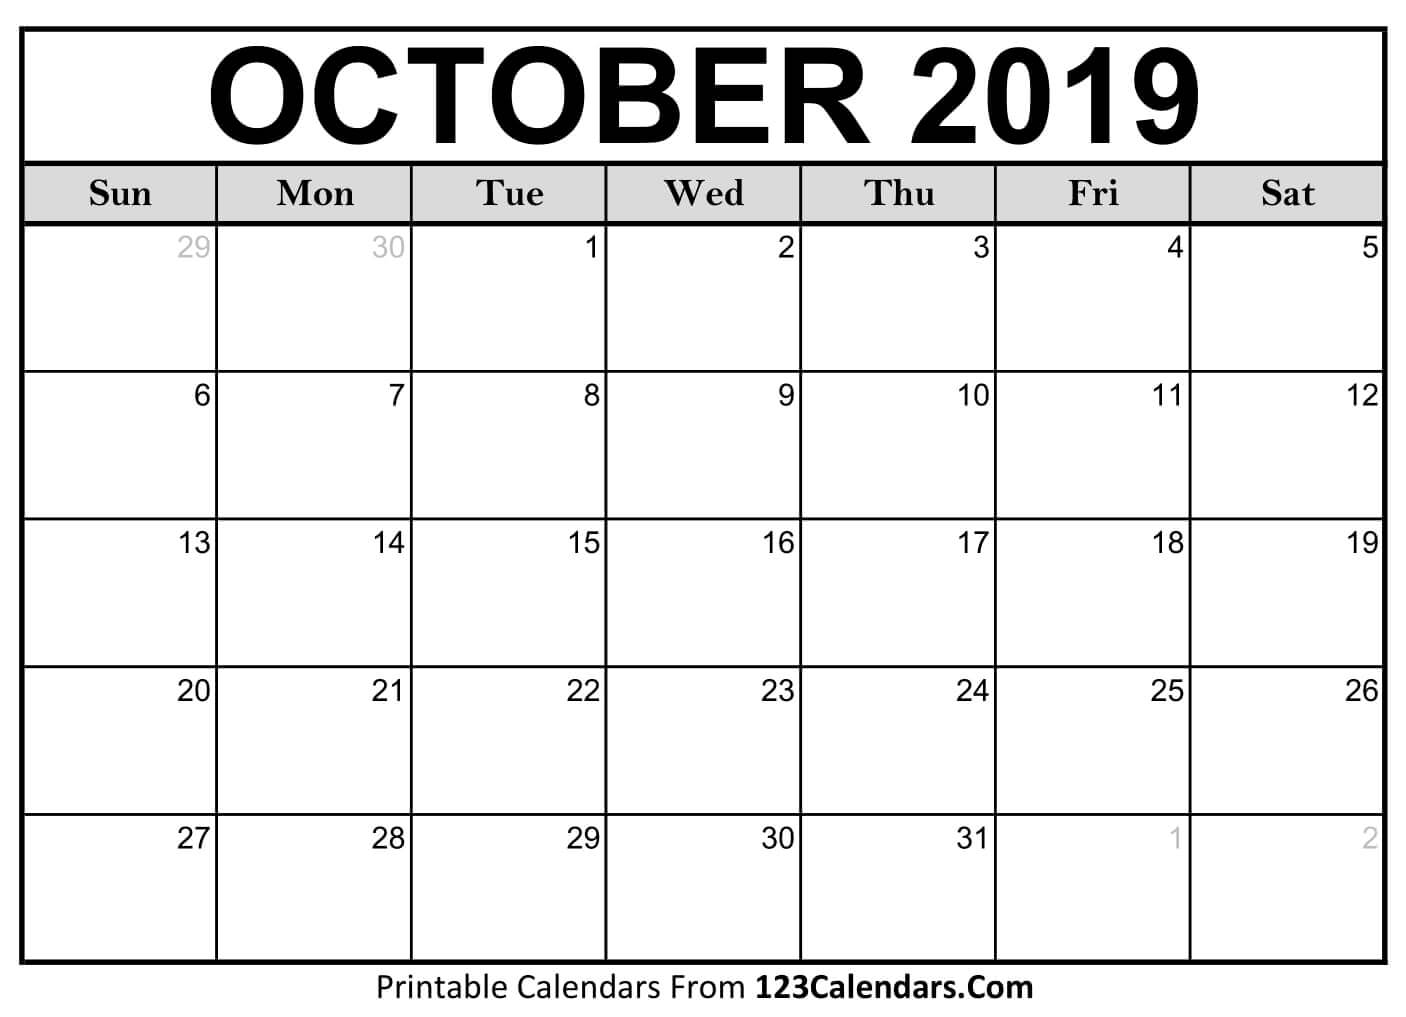 OCTOBER 2019
Sun Mon Tue Wed Thu Fri Sat
29 30 1 2 3 4 5
6 7 8 9 10 11 12
13 14 15 16 17 18 19
20 21 22 23 24 25 26
27 28 29 30 31 1 2
Printable Calendars From 123Calendars.Com